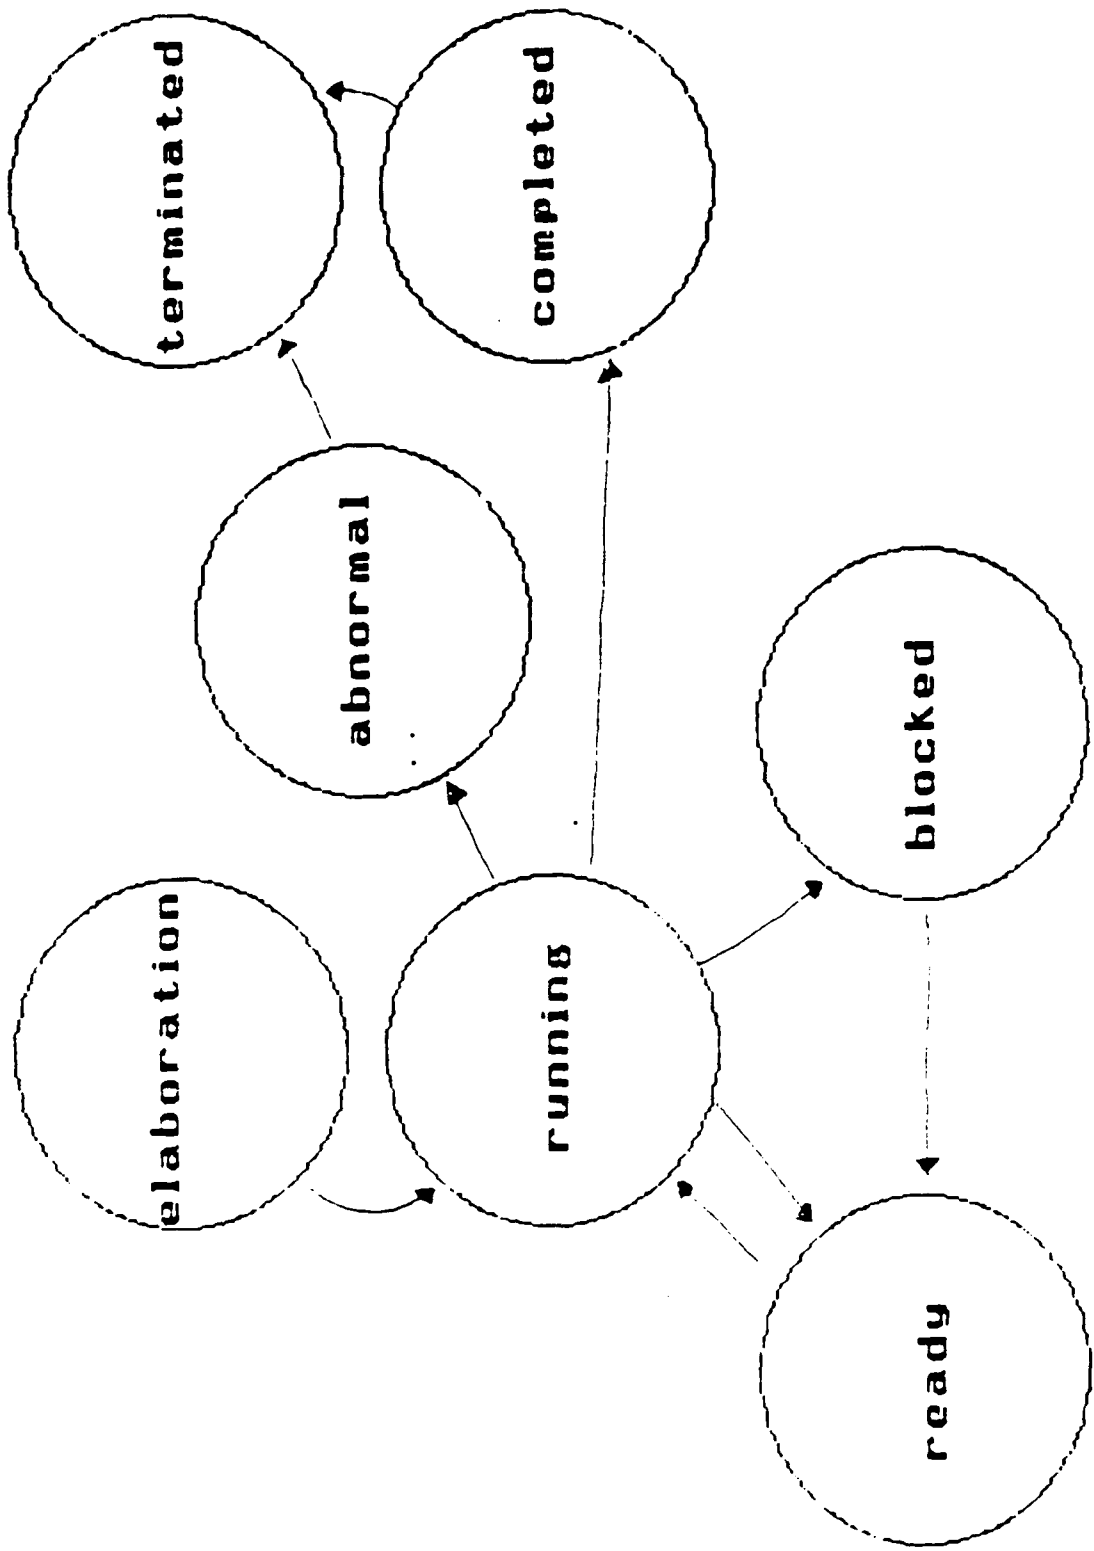 elaboration
terminated
abnormal
running
completed
ready
blocked